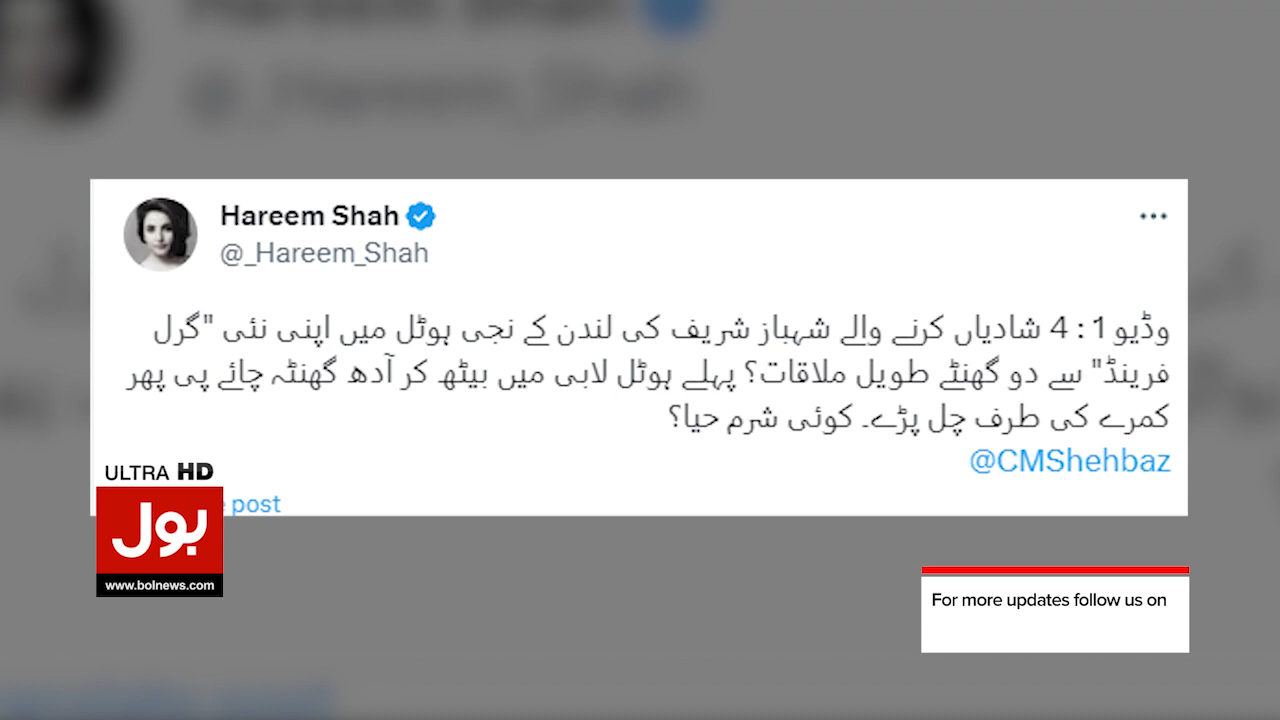 Hareem Shah
@_Hareem_Shah
Hareem Shah
@_Hareem_Shah
وڈیو 1 : 4 شادیاں کرنے والے شہباز شریف کی لندن کے نجی ہوٹل میں اپنی نئی "گرل
فرینڈ" سے دو گھنٹے طویل ملاقات؟ پہلے ہوٹل لابی میں بیٹھ کر آدھ گھنٹہ چائے پی پھر
کمرے کی طرف چل پڑے۔ کوئی شرم حیا؟
@CMShehbaz
post
ULTRA HD
بول
www.bolnews.com
For more updates follow us on